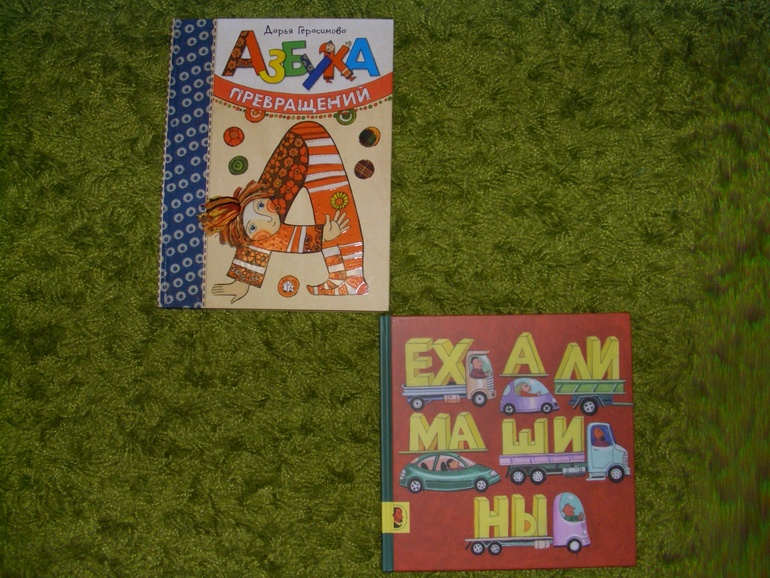 Дарья Герасимова
АЗБУКА
ПРЕВРАЩЕНИЙ
ЕХ А ЛИ
МА ШИ
НЫ